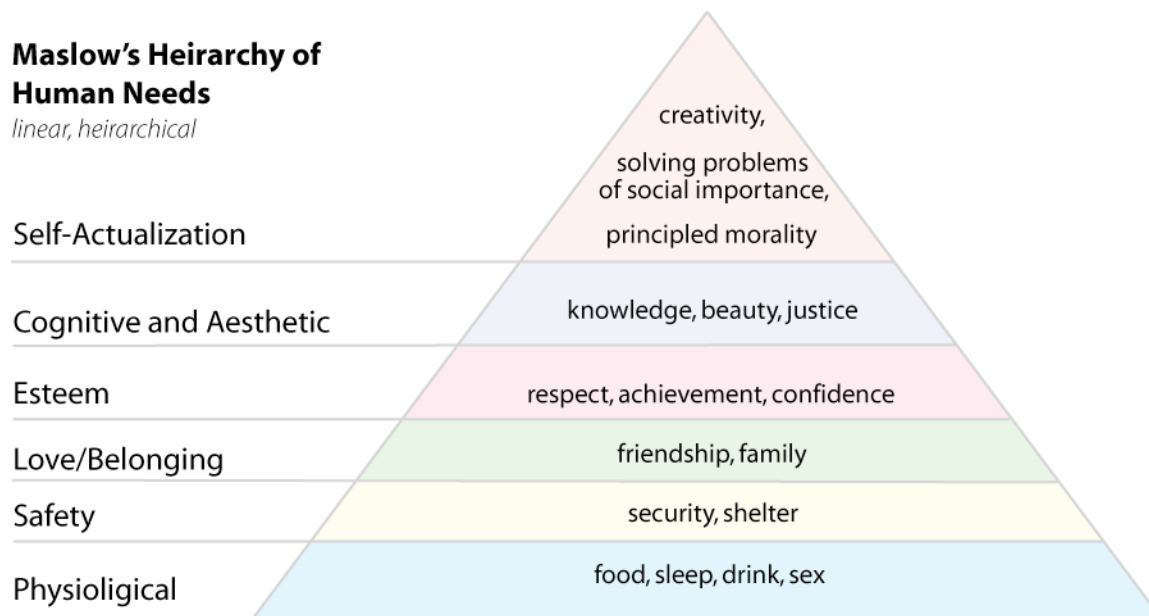 Maslow's Heirarchy of
Human Needs
linear, heirarchical
creativity,
solving problems
of social importance,
Self-Actualization
principled morality
Cognitive and Aesthetic
knowledge, beauty, justice
Esteem
respect, achievement, confidence
Love/Belonging
friendship, family
Safety
security, shelter
Physioligical
food, sleep, drink, sex